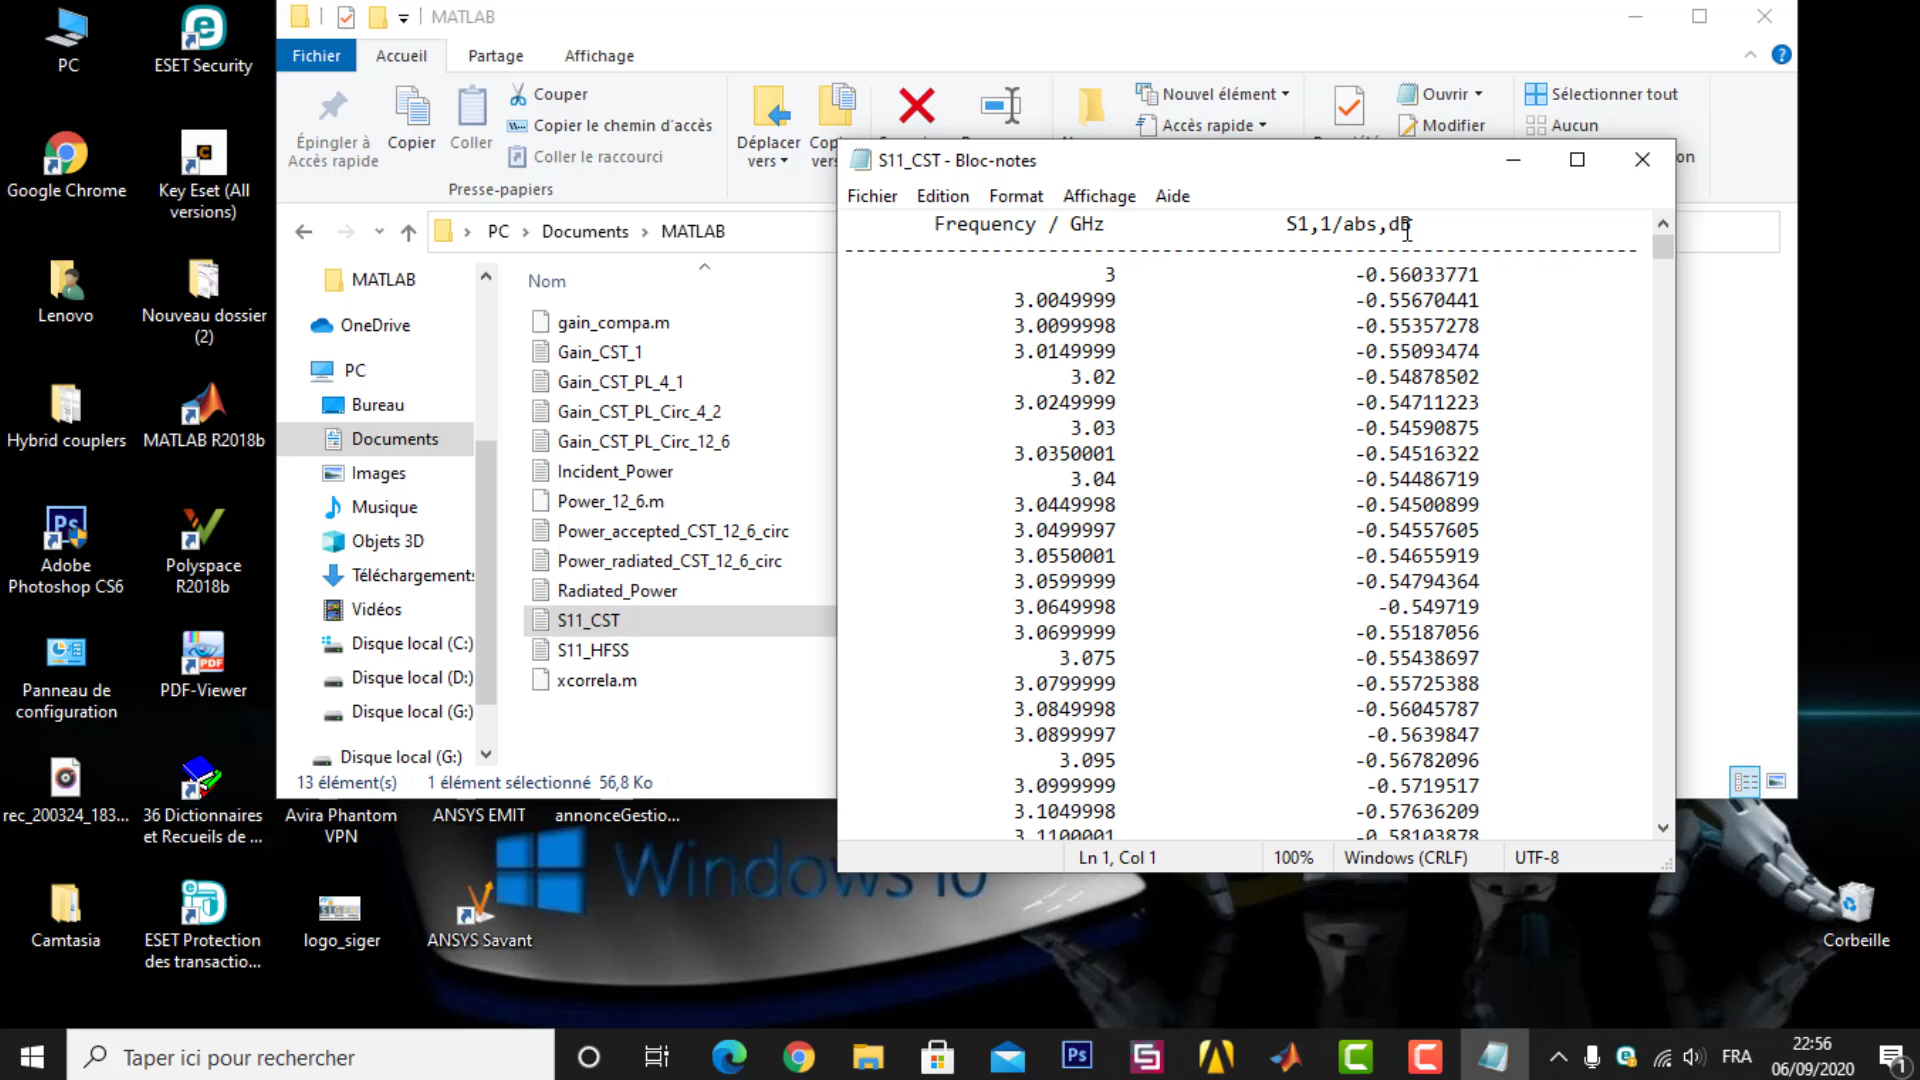 PC
ESET Security
Google Chrome
Key Eset (All
versions)
Lenovo
Nouveau dossier
(2)
Hybrid couplers
MATLAB R2018b
Adobe
Photoshop CS6
Polyspace
R2018b
Panneau de
configuration
PDF-Viewer
rec_200324_183...
36 Dictionnaires
et Recueils de ...
Avira Phantom
VPN
ANSYS EMIT
annonceGestio...
Camtasia
ESET Protection
des transactio...
logo_siger
ANSYS Savant
Corbeille
MATLAB
Fichier
Accueil
Partage
Affichage
Épingler à
Accès rapide
Copier
Coller
Couper
Copier le chemin d'accès
Coller le raccourci
Presse-papiers
Déplacer
vers
Nouvel élément
Accès rapide
Ouvrir
Modifier
Sélectionner tout
Aucun
PC
Documents
MATLAB
MATLAB
OneDrive
PC
Bureau
Documents
Images
Musique
Objets 3D
Téléchargements
Vidéos
Disque local (C:)
Disque local (D:)
Disque local (G:)
Disque local (G:)
Nom
gain_compa.m
Gain_CST_1
Gain_CST_PL_4_1
Gain_CST_PL_Circ_4_2
Gain_CST_PL_Circ_12_6
Incident_Power
Power_12_6.m
Power_accepted_CST_12_6_circ
Power_radiated_CST_12_6_circ
Radiated_Power
S11_CST
S11_HFSS
xcorrela.m
13 élément(s)
1 élément sélectionné 56,8 Ko
S11_CST - Bloc-notes
Fichier Edition Format Affichage Aide
Frequency / GHz S1,1/abs,dB
----------------------------------------------------------------------
3 -0.56033771
3.0049999 -0.55670441
3.0099998 -0.55357278
3.0149999 -0.55093474
3.02 -0.54878502
3.0249999 -0.54711223
3.03 -0.54590875
3.0350001 -0.54516322
3.04 -0.54486719
3.0449998 -0.54500899
3.0499997 -0.54557605
3.0550001 -0.54655919
3.0599999 -0.54794364
3.0649998 -0.549719
3.0699999 -0.55187056
3.075 -0.55438697
3.0799999 -0.55725388
3.0849998 -0.56045787
3.0899997 -0.5639847
3.095 -0.56782096
3.0999999 -0.5719517
3.1049998 -0.57636209
3.1100001 -0.58103878
Ln 1, Col 1
100%
Windows (CRLF)
UTF-8
Windows 10
Taper ici pour rechercher
FRA
22:56
06/09/2020
1